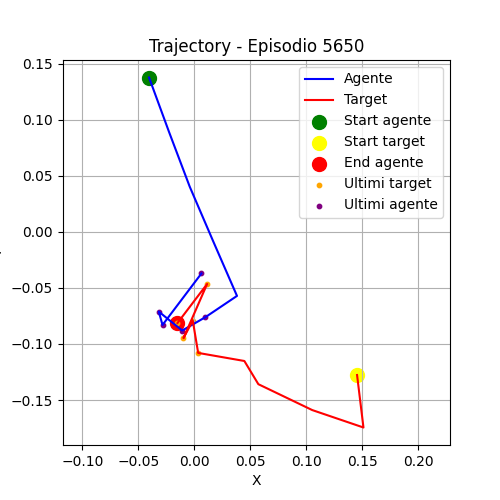 Trajectory - Episodio 5650
Agente
Target
Start agente
Start target
End agente
Ultimi target
Ultimi agente
0.15
0.10
0.05
0.00
−0.05
−0.10
−0.15
−0.10 −0.05 0.00 0.05 0.10 0.15 0.20
X